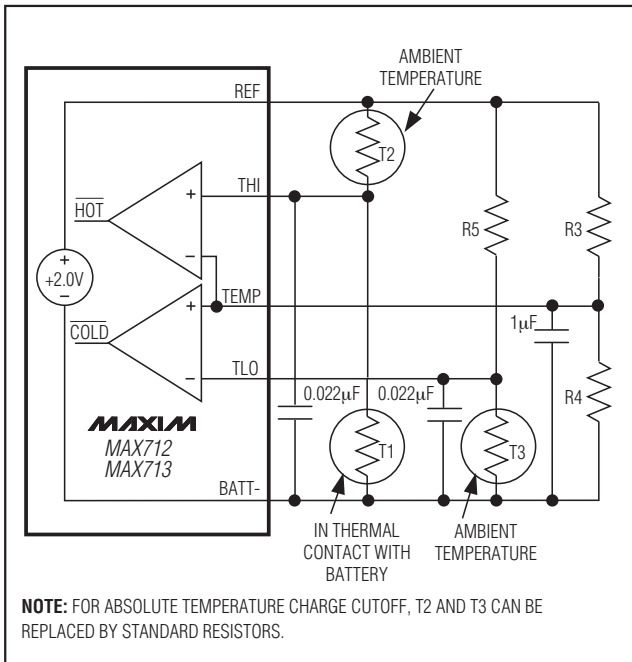 AMBIENT
TEMPERATURE
REF
T2
THI
+
HOT
R5
R3
−
+
+2.0V
−
TEMP
+
COLD
1µF
TLO
−
0.022µF
0.022µF
R4
MAXIM
MAX712
MAX713
T1
T3
BATT-
IN THERMAL
CONTACT WITH
BATTERY
AMBIENT
TEMPERATURE
NOTE: FOR ABSOLUTE TEMPERATURE CHARGE CUTOFF, T2 AND T3 CAN BE
REPLACED BY STANDARD RESISTORS.